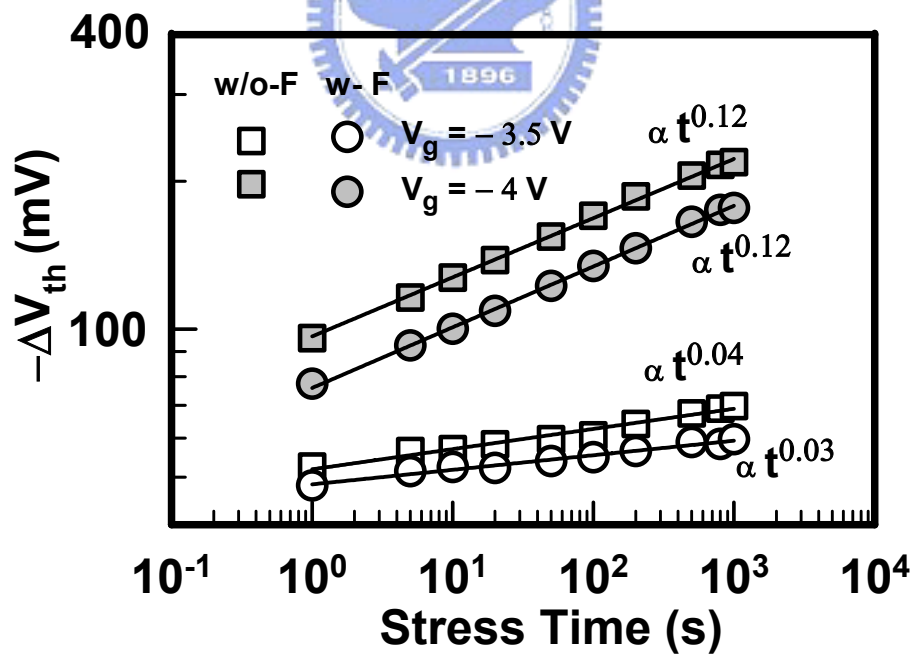 400
1896
w/o-F w- F
V_g = − 3.5 V
V_g = − 4 V
α t^0.12
α t^0.12
−ΔV_th (mV)
100
α t^0.04
α t^0.03
10^-1 10^0 10^1 10^2 10^3 10^4
Stress Time (s)